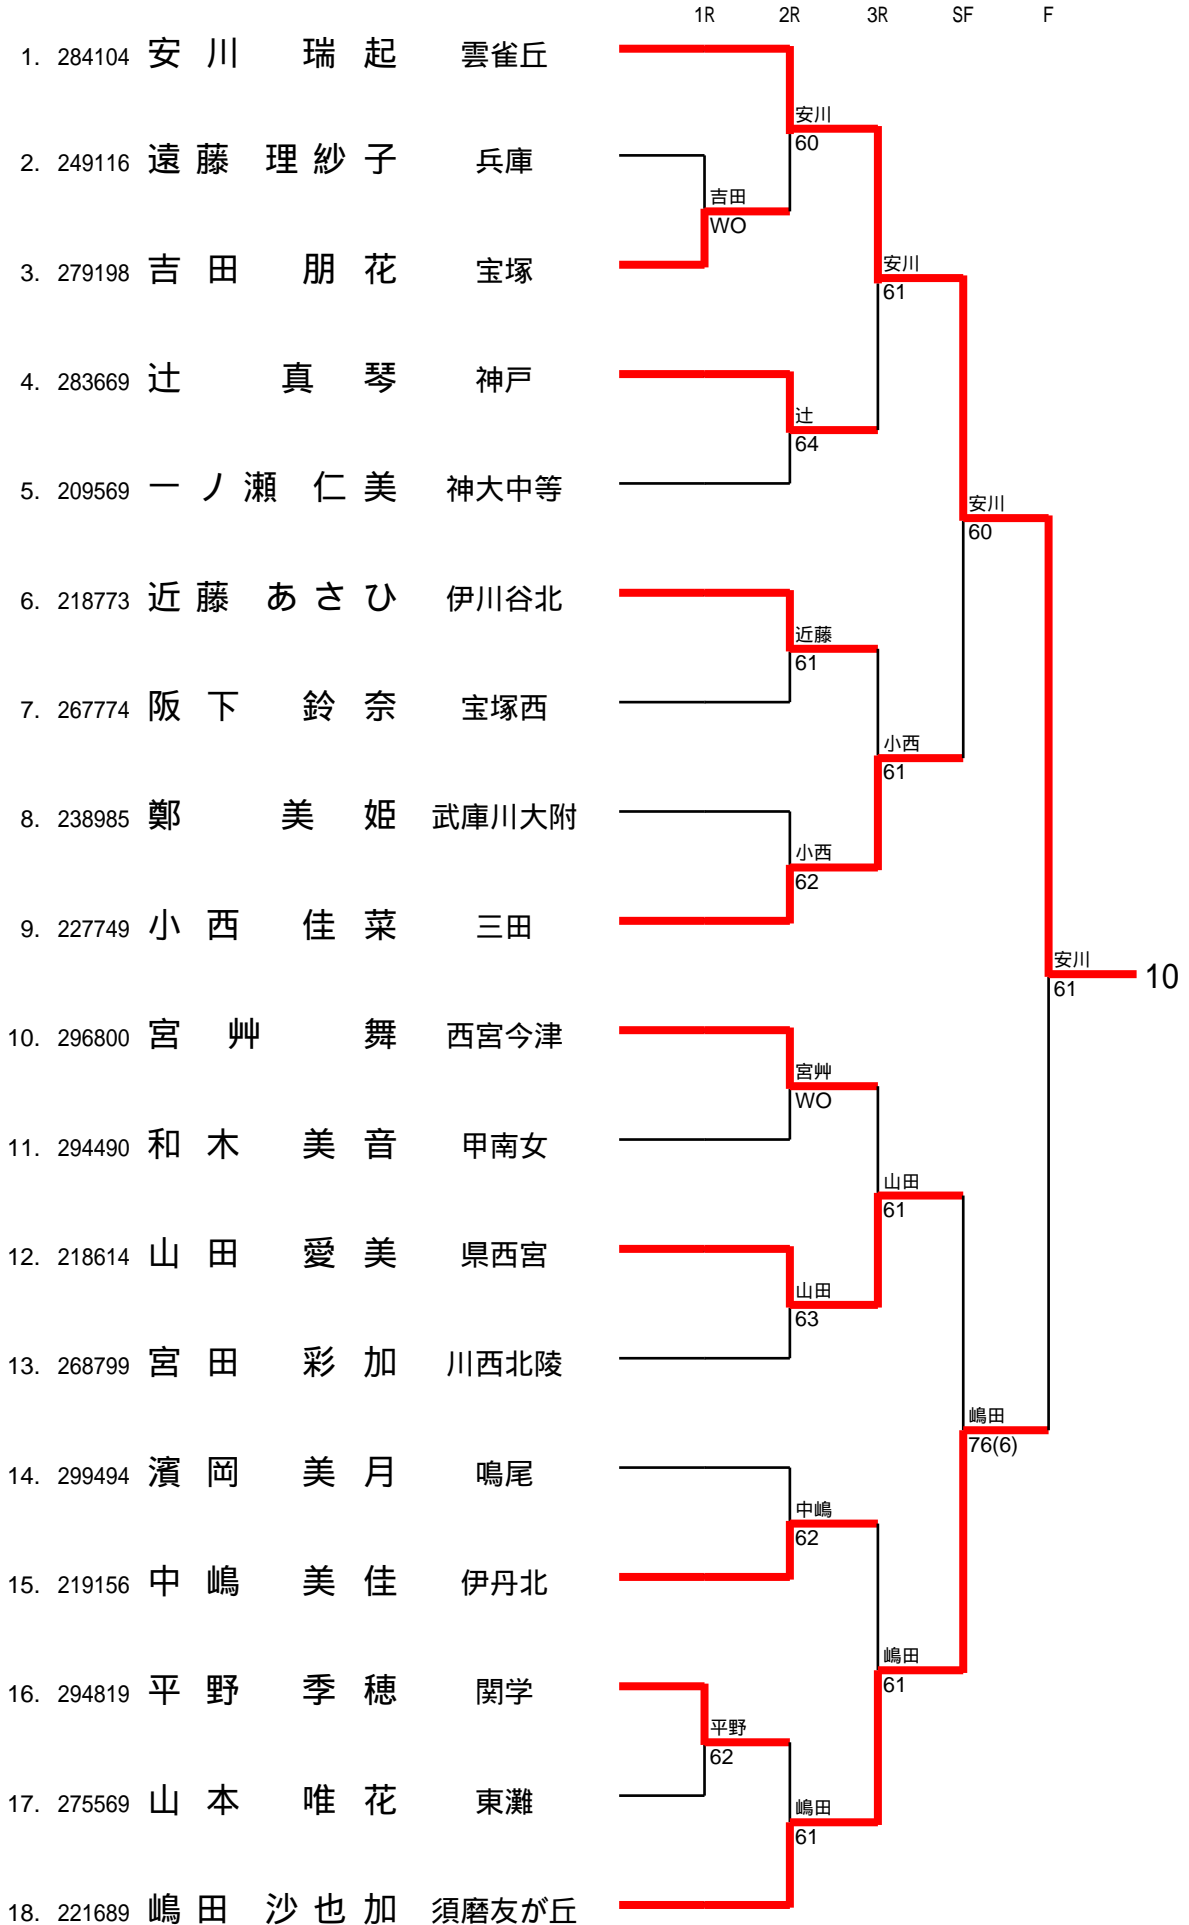 1R 2R 3R SF F
1. 284104 安川 瑞起 雲雀丘
安川
60
2. 249116 遠藤 理紗子 兵庫
吉田
WO
3. 279198 吉田 朋花 宝塚
安川
61
4. 283669 辻 真琴 神戸
辻
64
5. 209569 一ノ瀬 仁美 神大中等
安川
60
6. 218773 近藤 あさひ 伊川谷北
近藤
61
7. 267774 阪下 鈴奈 宝塚西
小西
61
8. 238985 鄭 美姫 武庫川大附
小西
62
9. 227749 小西 佳菜 三田
安川
61
10
10. 296800 宮艸 舞 西宮今津
宮艸
WO
11. 294490 和木 美音 甲南女
山田
61
12. 218614 山田 愛美 県西宮
山田
63
13. 268799 宮田 彩加 川西北陵
嶋田
76(6)
14. 299494 濱岡 美月 鳴尾
中嶋
62
15. 219156 中嶋 美佳 伊丹北
嶋田
61
16. 294819 平野 季穂 関学
平野
62
17. 275569 山本 唯花 東灘
嶋田
61
18. 221689 嶋田 沙也加 須磨友が丘